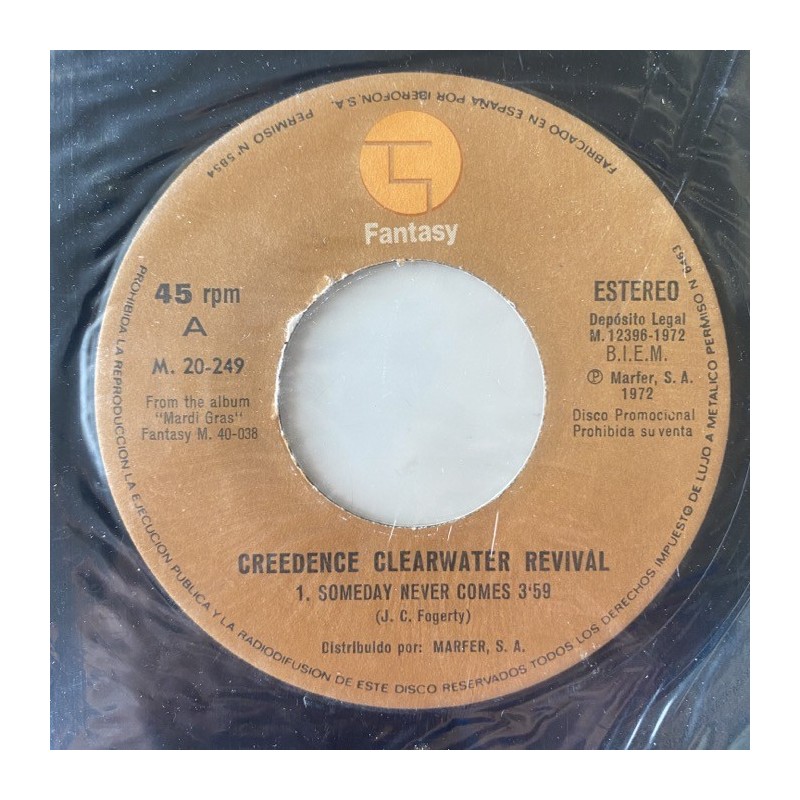 PERMISO Nº 5854 FABRICADO EN ESPAÑA POR IBEROFON, S.A.
Fantasy
45 rpm
A
M. 20-249
From the album
"Mardi Gras"
Fantasy M. 40-038
ESTEREO
Depósito Legal
M. 12396-1972
B.I.E.M.
Ⓟ Marfer, S. A.
1972
Disco Promocional
Prohibida su venta
CREEDENCE CLEARWATER REVIVAL
1. SOMEDAY NEVER COMES 3'59
(J. C. Fogerty)
Distribuido por: MARFER, S. A.
PROHIBIDA LA REPRODUCCION, LA EJECUCION PUBLICA Y LA RADIODIFUSION DE ESTE DISCO RESERVADOS TODOS LOS DERECHOS IMPUESTO DE LUJO A METALICO PERMISO N.º 6463